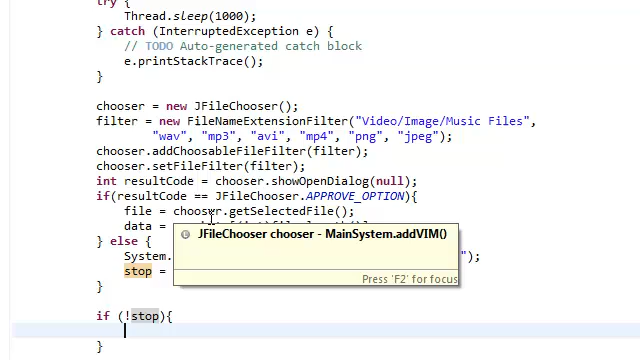 try {
Thread.sleep(1000);
} catch (InterruptedException e) {
// TODO Auto-generated catch block
e.printStackTrace();
}
chooser = new JFileChooser();
filter = new FileNameExtensionFilter("Video/Image/Music Files",
"wav", "mp3", "avi", "mp4", "png", "jpeg");
chooser.addChoosableFileFilter(filter);
chooser.setFileFilter(filter);
int resultCode = chooser.showOpenDialog(null);
if(resultCode == JFileChooser.APPROVE_OPTION){
file = chooser.getSelectedFile();
data =
JFileChooser chooser - MainSystem.addVIM()
} else {
System. ");
stop =
Press 'F2' for focus
}
if (!stop){
}